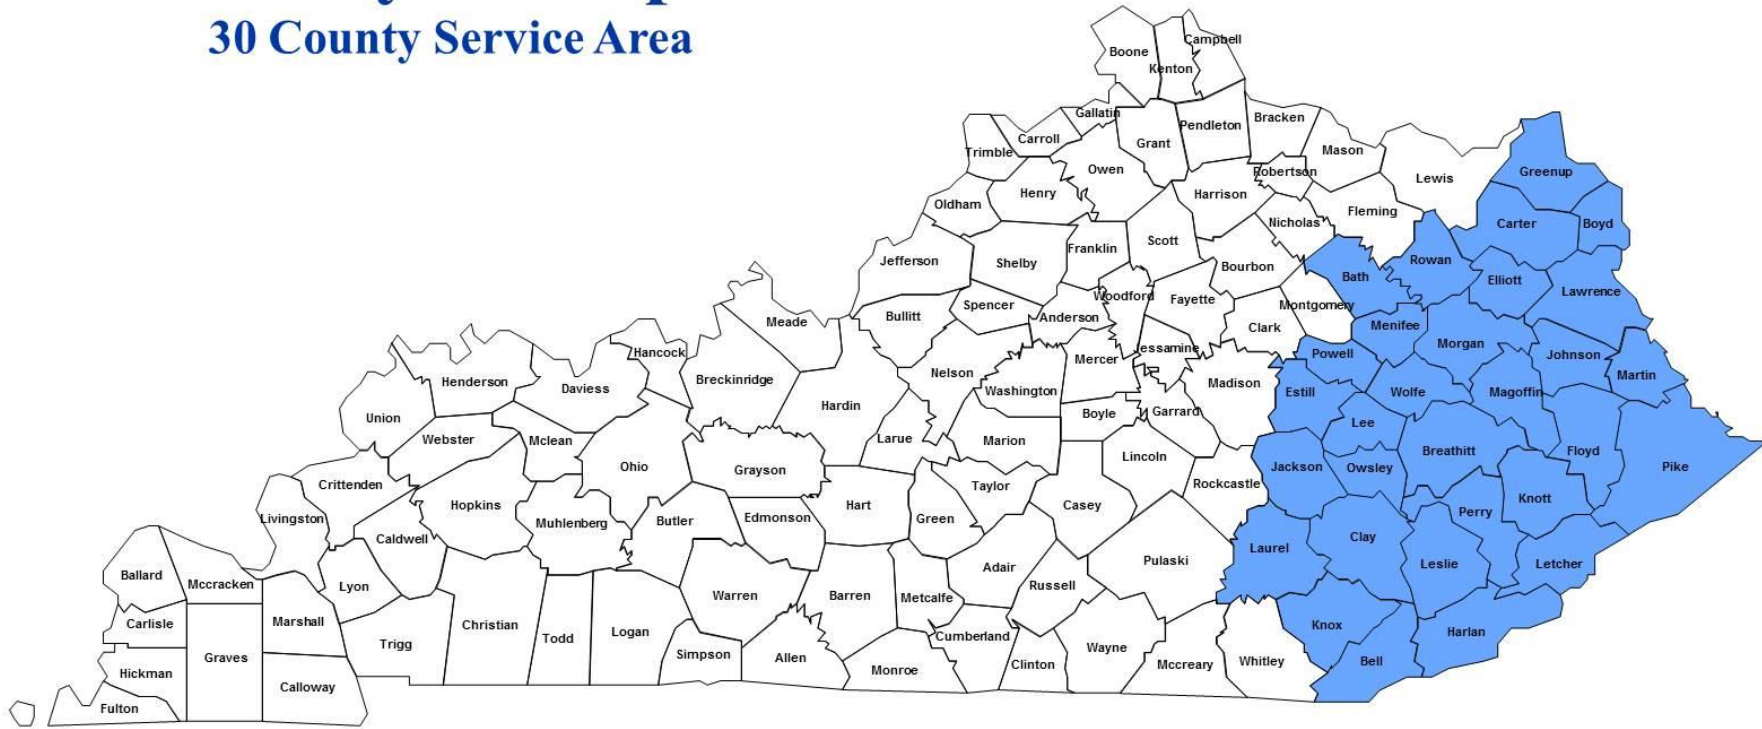 30 County Service Area
Boone
Campbell
Kenton
Gallatin
Carroll
Trimble
Grant
Pendleton
Bracken
Mason
Lewis
Greenup
Owen
Robertson
Henry
Harrison
Oldham
Nicholas
Fleming
Carter
Boyd
Jefferson
Shelby
Franklin
Scott
Bourbon
Rowan
Bath
Elliott
Lawrence
Meade
Bullitt
Spencer
Anderson
Woodford
Fayette
Montgomery
Clark
Menifee
Morgan
Hancock
Mercer
Jessamine
Powell
Johnson
Martin
Henderson
Daviess
Breckinridge
Nelson
Washington
Madison
Estill
Wolfe
Magoffin
Union
Hardin
Boyle
Garrard
Lee
Webster
Mclean
Larue
Marion
Lincoln
Breathitt
Floyd
Ohio
Grayson
Jackson
Owsley
Pike
Crittenden
Taylor
Rockcastle
Knott
Hopkins
Hart
Casey
Perry
Livingston
Muhlenberg
Butler
Edmonson
Green
Caldwell
Laurel
Clay
Ballard
Mccracken
Lyon
Adair
Pulaski
Leslie
Letcher
Russell
Warren
Barren
Metcalfe
Carlisle
Marshall
Christian
Todd
Logan
Cumberland
Knox
Harlan
Trigg
Graves
Simpson
Allen
Wayne
Hickman
Monroe
Clinton
Mccreary
Whitley
Bell
Calloway
Fulton